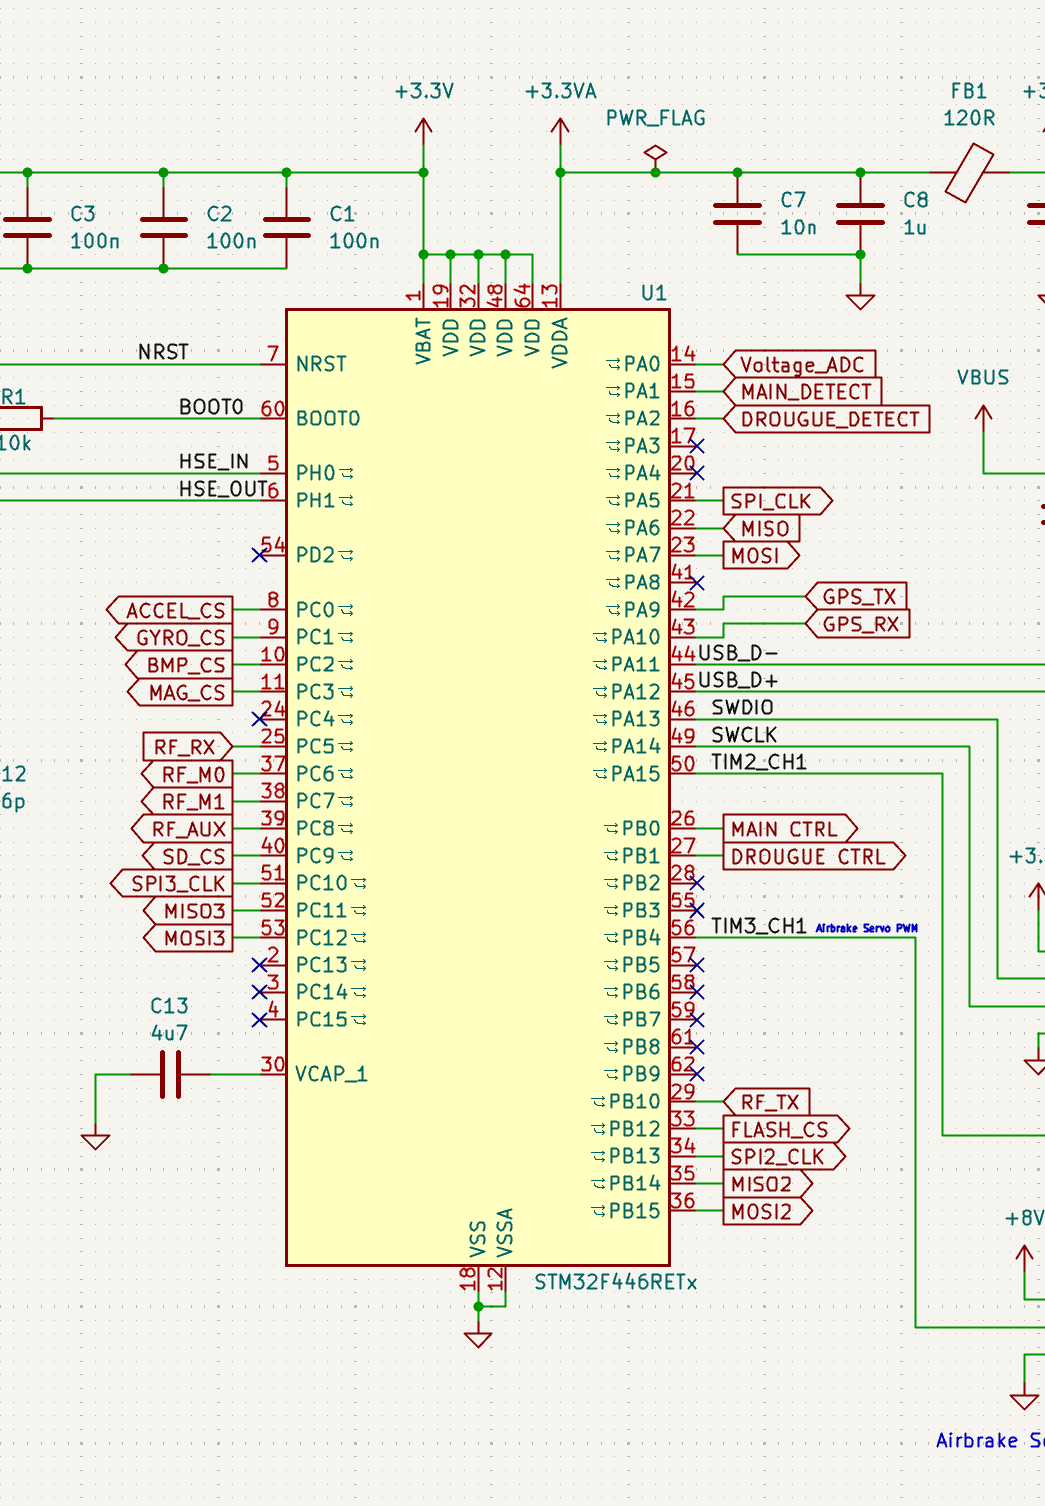 +3.3V
+3.3VA
PWR_FLAG
FB1
120R
+3
C3
100n
C2
100n
C1
100n
C7
10n
C8
1u
1
19
32
48
64
13
U1
VBAT
VDD
VDD
VDD
VDD
VDDA
NRST
7
NRST
R1
10k
BOOT0
60
BOOT0
HSE_IN
5
PH0
HSE_OUT
6
PH1
54
PD2
ACCEL_CS
8
PC0
GYRO_CS
9
PC1
BMP_CS
10
PC2
MAG_CS
11
PC3
24
PC4
RF_RX
25
PC5
RF_M0
37
PC6
RF_M1
38
PC7
RF_AUX
39
PC8
SD_CS
40
PC9
SPI3_CLK
51
PC10
MISO3
52
PC11
MOSI3
53
PC12
2
PC13
3
PC14
4
PC15
12
6p
C13
4u7
30
VCAP_1
PA0
14
Voltage_ADC
PA1
15
MAIN_DETECT
PA2
16
DROUGUE_DETECT
PA3
17
PA4
20
PA5
21
SPI_CLK
PA6
22
MISO
PA7
23
MOSI
PA8
41
PA9
42
GPS_TX
PA10
43
GPS_RX
PA11
44
USB_D-
PA12
45
USB_D+
PA13
46
SWDIO
PA14
49
SWCLK
PA15
50
TIM2_CH1
PB0
26
MAIN CTRL
PB1
27
DROUGUE CTRL
PB2
28
PB3
55
PB4
56
TIM3_CH1
Airbrake Servo PWM
PB5
57
PB6
58
PB7
59
PB8
61
PB9
62
PB10
29
RF_TX
PB12
33
FLASH_CS
PB13
34
SPI2_CLK
PB14
35
MISO2
PB15
36
MOSI2
VBUS
+3.
+8V
VSS
VSSA
18
12
STM32F446RETx
Airbrake Se